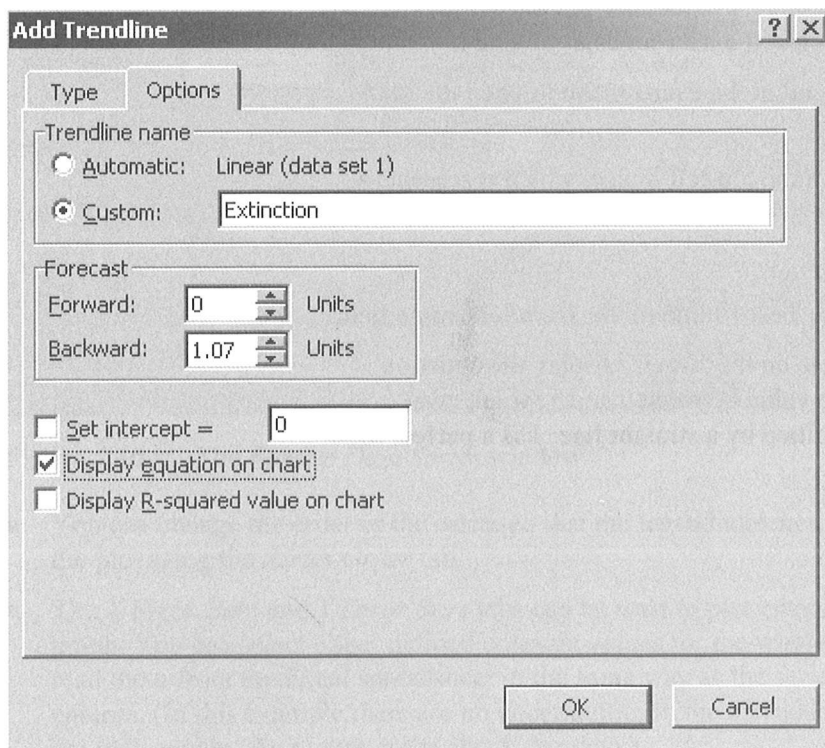 Add Trendline
Type Options
Trendline name
Automatic: Linear (data set 1)
Custom: Extinction
Forecast
Forward: 0 Units
Backward: 1.07 Units
Set intercept = 0
Display equation on chart
Display R-squared value on chart
OK Cancel